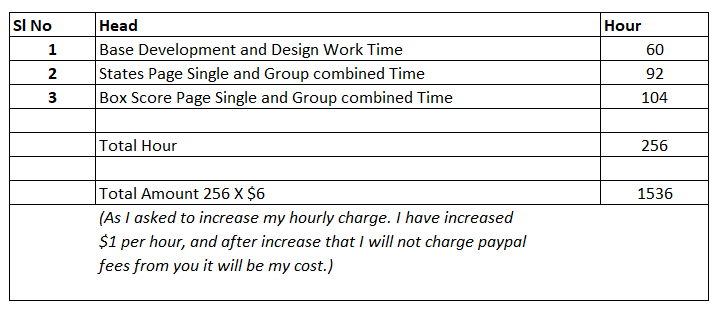 Sl No Head Hour
1 Base Development and Design Work Time 60
2 States Page Single and Group combined Time 92
3 Box Score Page Single and Group combined Time 104
Total Hour 256
Total Amount 256 X $6 1536
(As I asked to increase my hourly charge. I have increased
$1 per hour, and after increase that I will not charge paypal
fees from you it will be my cost.)